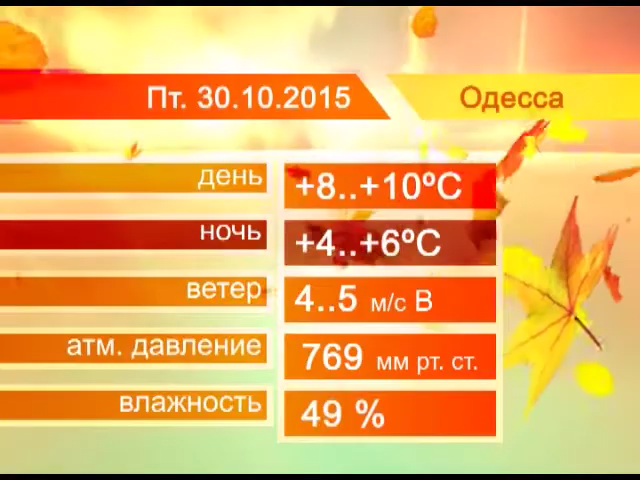 Пт. 30.10.2015 Одесса
день +8..+10ºC
ночь +4..+6ºC
ветер 4..5 м/с В
атм. давление 769 мм рт. ст.
влажность 49 %